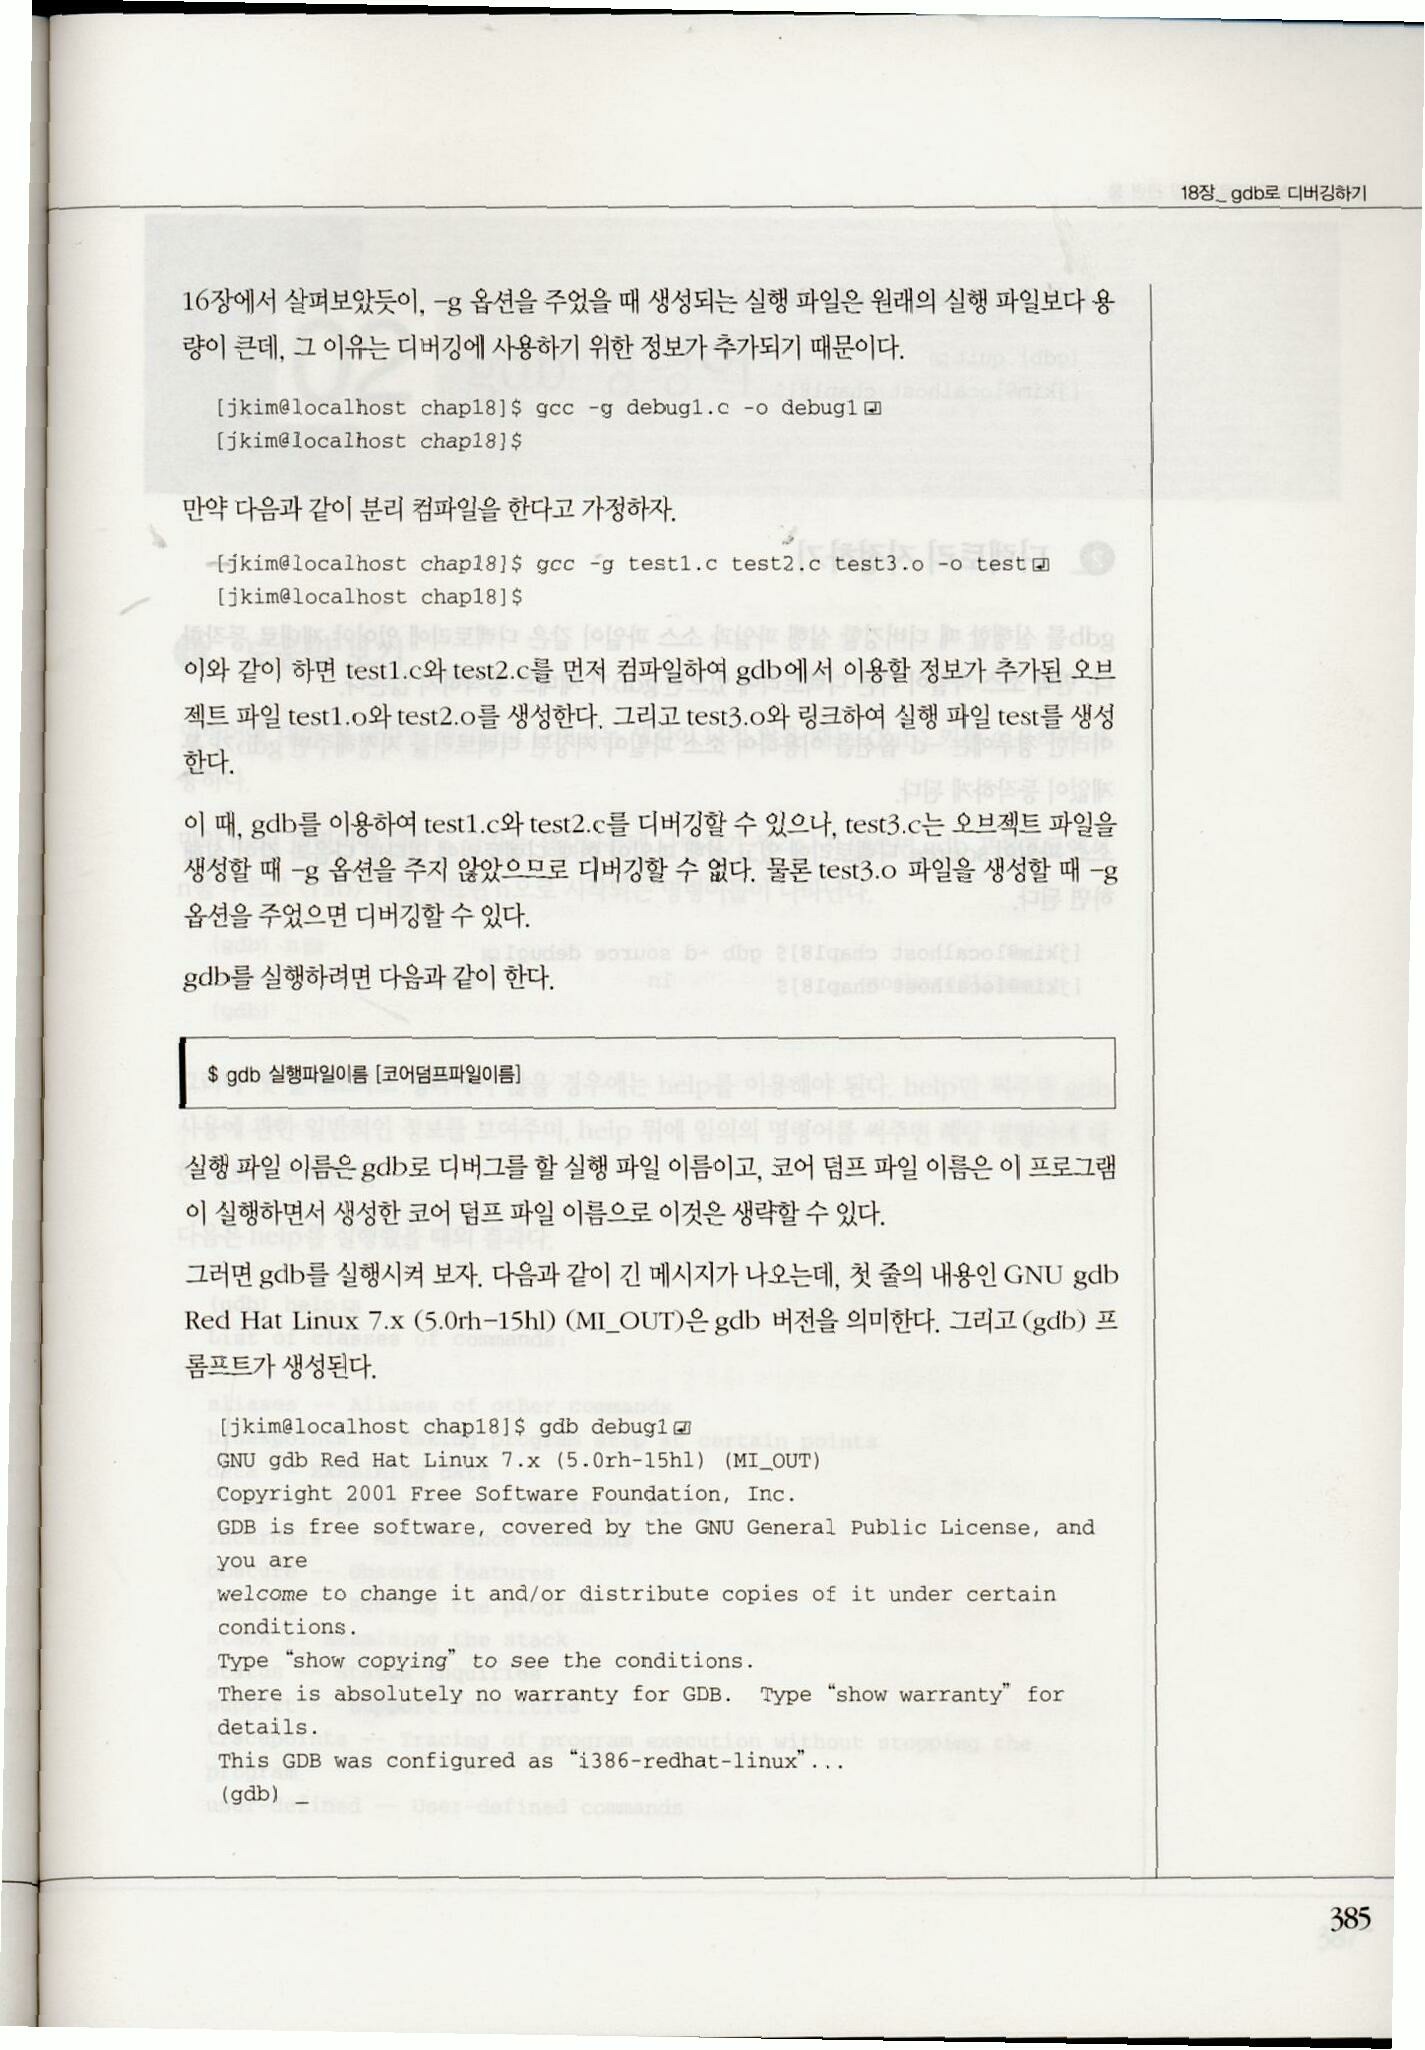 18장_ gdb로 디버깅하기
16장에서 살펴보았듯이, -g 옵션을 주었을 때 생성되는 실행 파일은 원래의 실행 파일보다 용
량이 큰데, 그 이유는 디버깅에 사용하기 위한 정보가 추가되기 때문이다.
[jkim@localhost chap18]$ gcc -g debug1.c -o debug1
[jkim@localhost chap18]$
만약 다음과 같이 분리 컴파일을 한다고 가정하자.
[jkim@localhost chap18]$ gcc -g test1.c test2.c test3.o -o test
[jkim@localhost chap18]$
이와 같이 하면 test1.c와 test2.c를 먼저 컴파일하여 gdb에서 이용할 정보가 추가된 오브
젝트 파일 test1.o와 test2.o를 생성한다. 그리고 test3.o와 링크하여 실행 파일 test를 생성
한다.
이 때, gdb를 이용하여 test1.c와 test2.c를 디버깅할 수 있으나, test3.c는 오브젝트 파일을
생성할 때 -g 옵션을 주지 않았으므로 디버깅할 수 없다. 물론 test3.o 파일을 생성할 때 -g
옵션을 주었으면 디버깅할 수 있다.
gdb를 실행하려면 다음과 같이 한다.
$ gdb 실행파일이름 [코어덤프파일이름]
실행 파일 이름은 gdb로 디버그를 할 실행 파일 이름이고, 코어 덤프 파일 이름은 이 프로그램
이 실행하면서 생성한 코어 덤프 파일 이름으로 이것은 생략할 수 있다.
그러면 gdb를 실행시켜 보자. 다음과 같이 긴 메시지가 나오는데, 첫 줄의 내용인 GNU gdb
Red Hat Linux 7.x (5.0rh-15hl) (MI_OUT)은 gdb 버전을 의미한다. 그리고 (gdb) 프
롬프트가 생성된다.
[jkim@localhost chap18]$ gdb debug1
GNU gdb Red Hat Linux 7.x (5.0rh-15hl) (MI_OUT)
Copyright 2001 Free Software Foundation, Inc.
GDB is free software, covered by the GNU General Public License, and
you are
welcome to change it and/or distribute copies of it under certain
conditions.
Type “show copying” to see the conditions.
There is absolutely no warranty for GDB.  Type “show warranty” for
details.
This GDB was configured as “i386-redhat-linux”...
(gdb) _
385